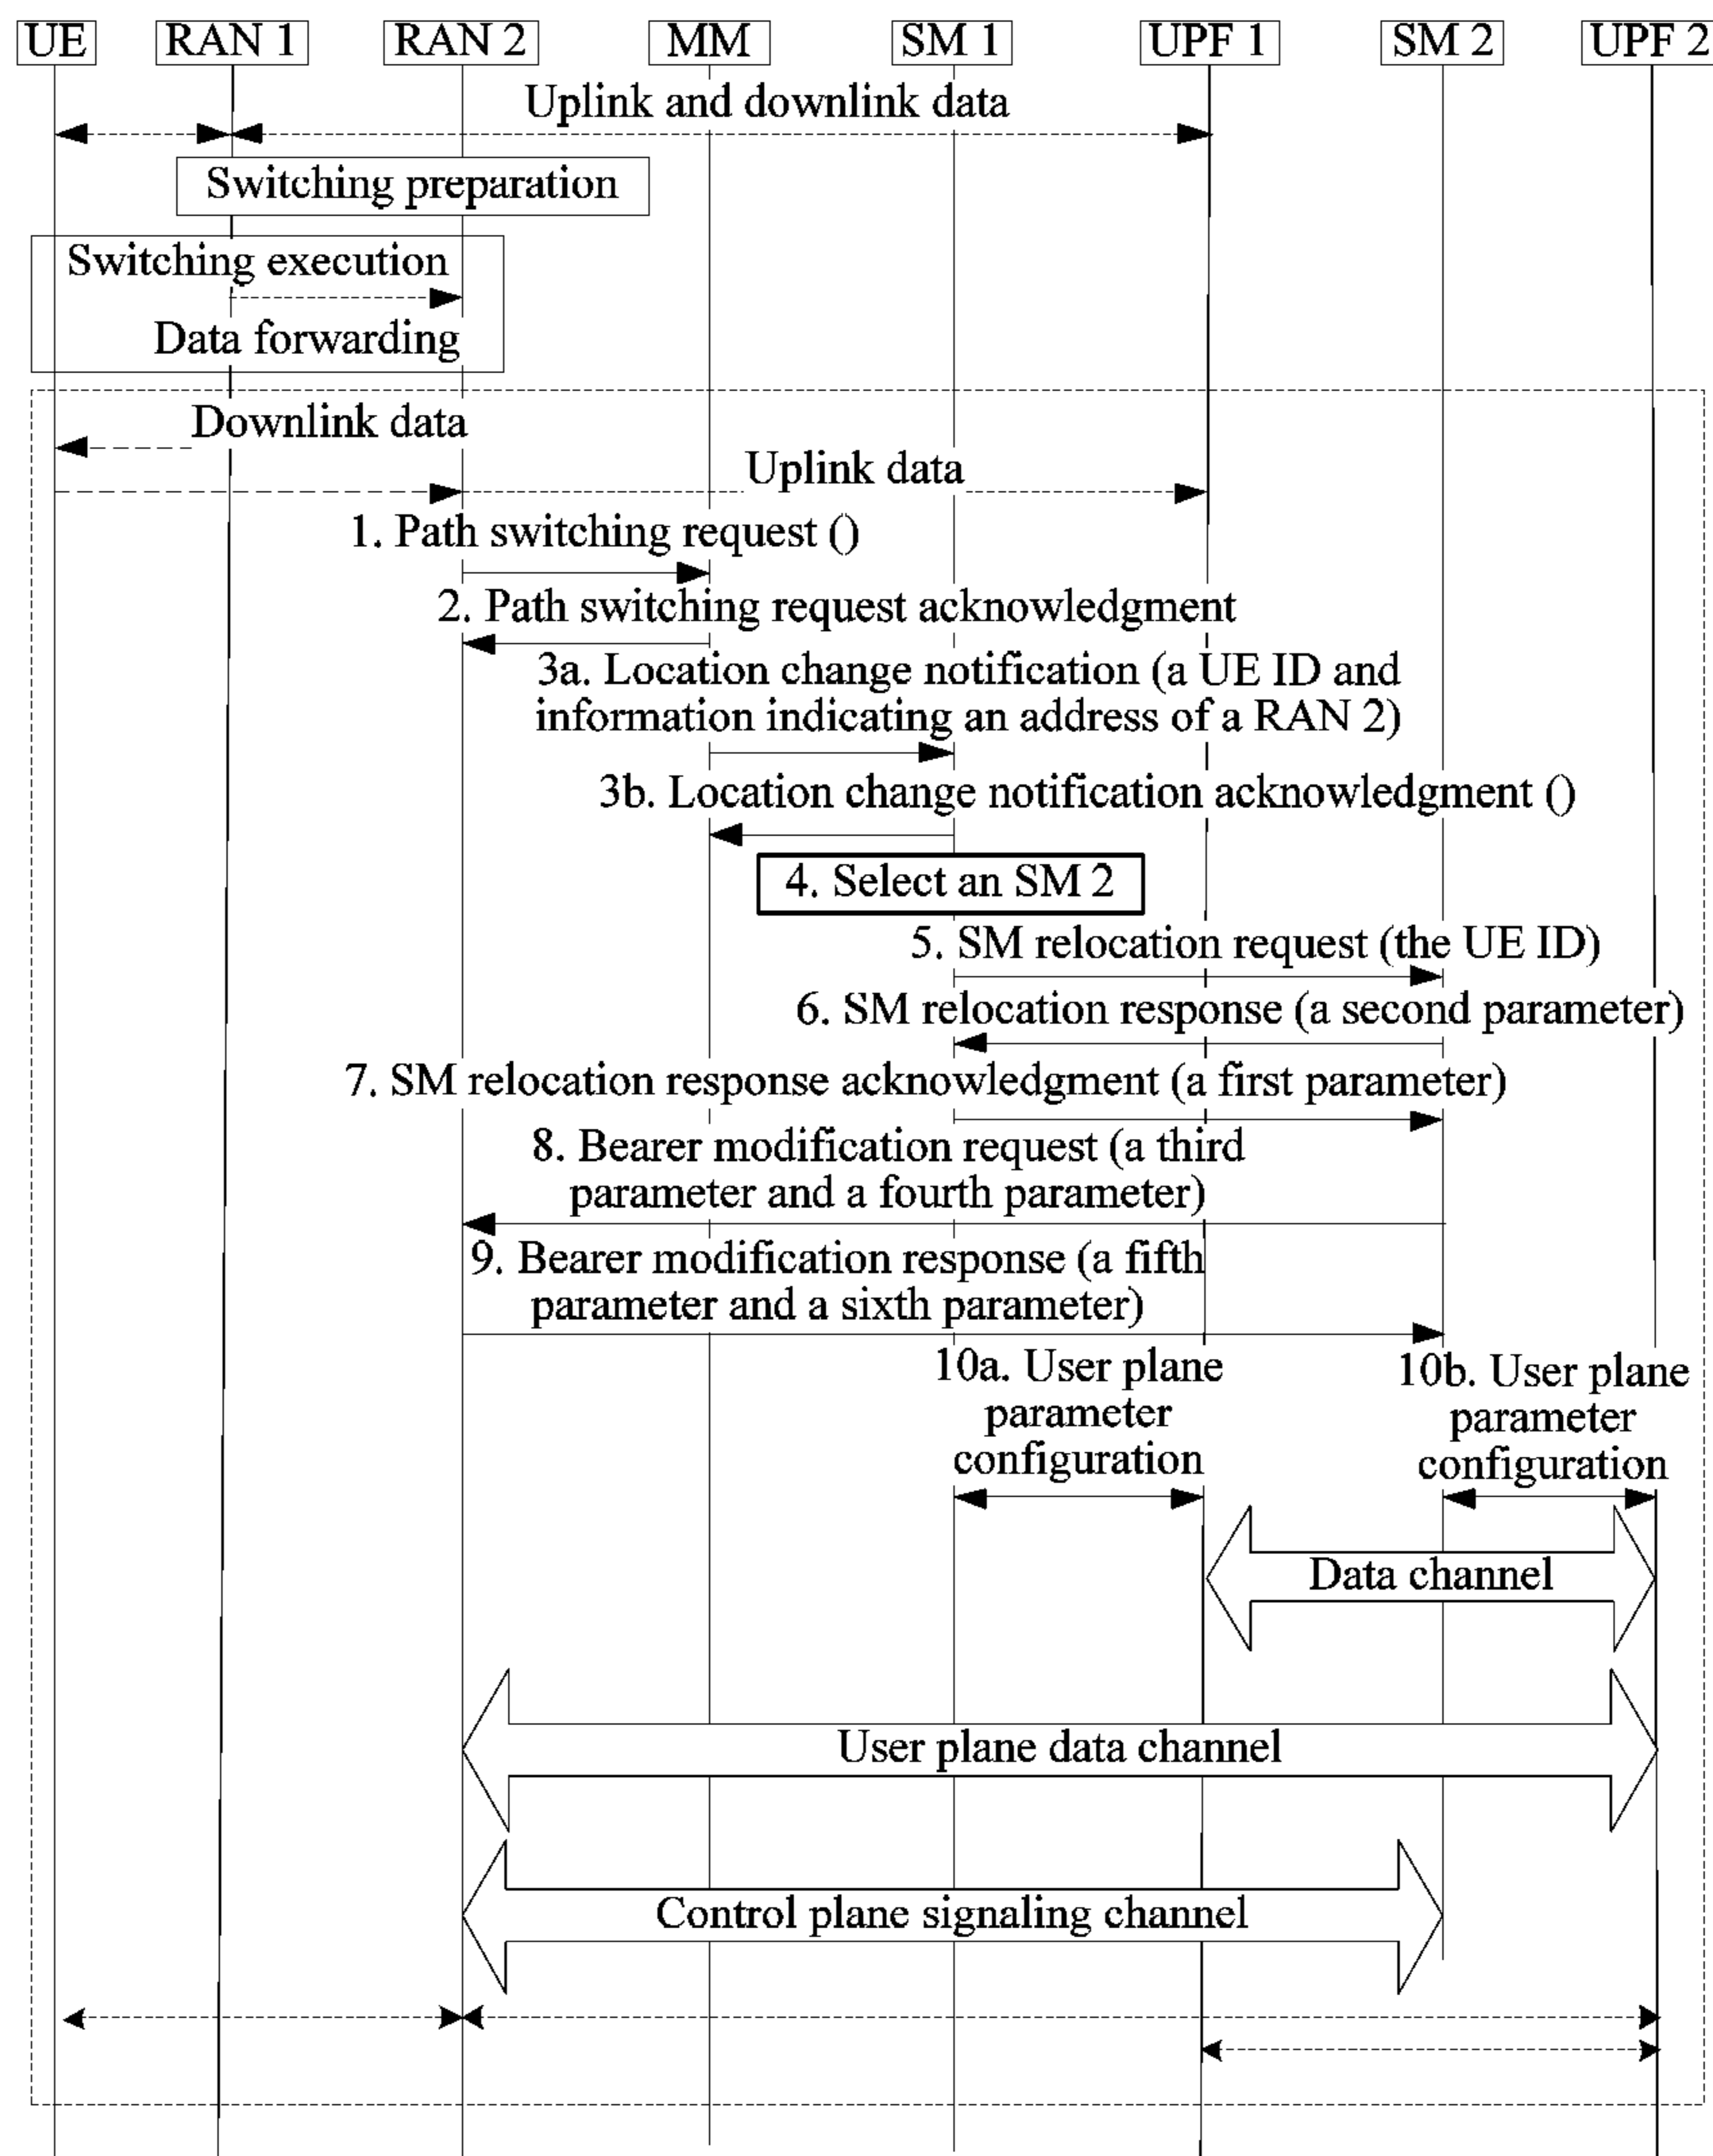 UE
RAN 1
RAN 2
MM
SM 1
UPF 1
SM 2
UPF 2
Uplink and downlink data
Switching preparation
Switching execution
Data forwarding
Downlink data
Uplink data
1. Path switching request ()
2. Path switching request acknowledgment
3a. Location change notification (a UE ID and
information indicating an address of a RAN 2)
3b. Location change notification acknowledgment ()
4. Select an SM 2
5. SM relocation request (the UE ID)
6. SM relocation response (a second parameter)
7. SM relocation response acknowledgment (a first parameter)
8. Bearer modification request (a third
parameter and a fourth parameter)
9. Bearer modification response (a fifth
parameter and a sixth parameter)
10a. User plane
parameter
configuration
10b. User plane
parameter
configuration
Data channel
User plane data channel
Control plane signaling channel